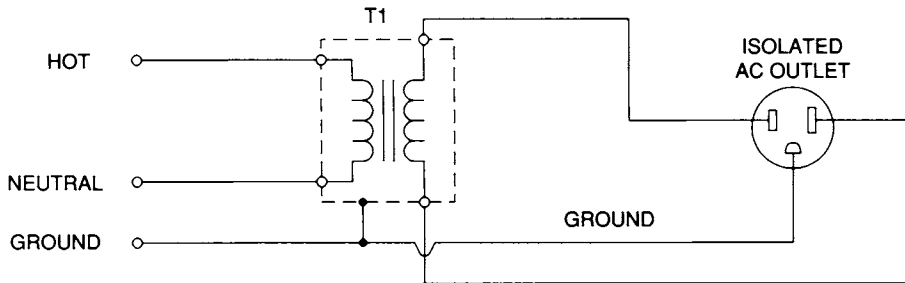 T1
HOT
ISOLATED
AC OUTLET
NEUTRAL
GROUND
GROUND